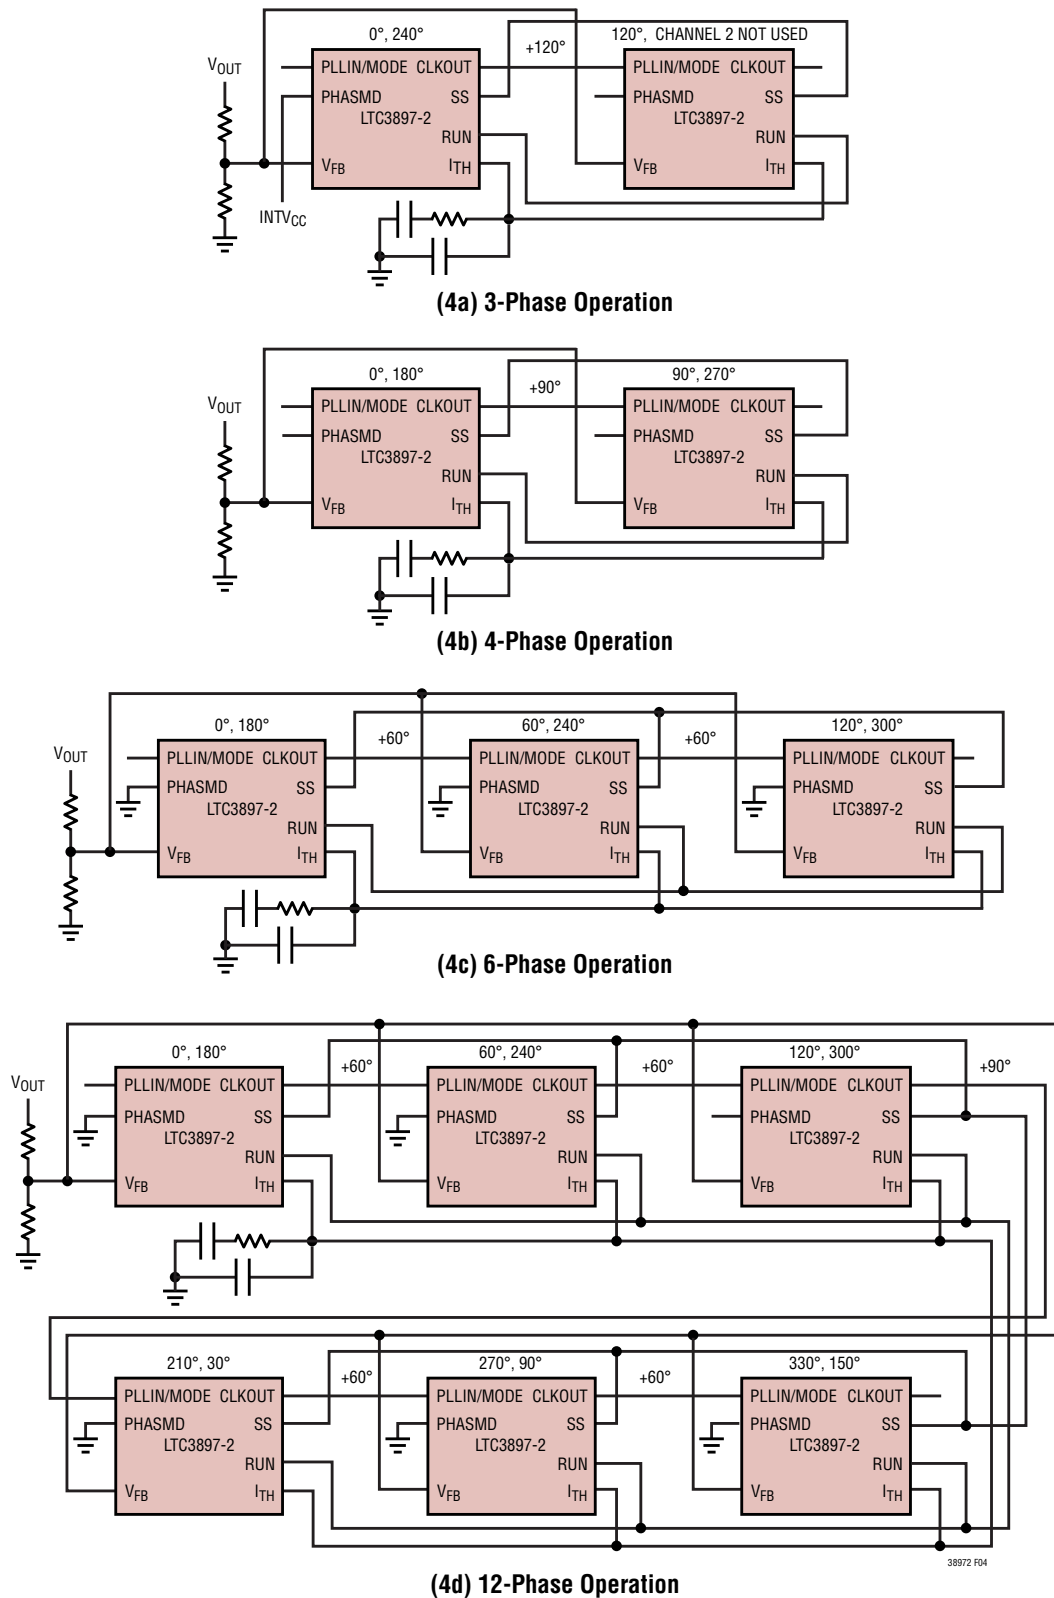 0°, 240°
+120°
120°, CHANNEL 2 NOT USED
VOUT
PLLIN/MODE CLKOUT
PHASMD SS
LTC3897-2
RUN
VFB ITH
INTVCC
PLLIN/MODE CLKOUT
PHASMD SS
LTC3897-2
RUN
VFB ITH
(4a) 3-Phase Operation
0°, 180°
+90°
90°, 270°
VOUT
PLLIN/MODE CLKOUT
PHASMD SS
LTC3897-2
RUN
VFB ITH
PLLIN/MODE CLKOUT
PHASMD SS
LTC3897-2
RUN
VFB ITH
(4b) 4-Phase Operation
0°, 180°
+60°
60°, 240°
+60°
120°, 300°
VOUT
PLLIN/MODE CLKOUT
PHASMD SS
LTC3897-2
RUN
VFB ITH
PLLIN/MODE CLKOUT
PHASMD SS
LTC3897-2
RUN
VFB ITH
PLLIN/MODE CLKOUT
PHASMD SS
LTC3897-2
RUN
VFB ITH
(4c) 6-Phase Operation
0°, 180°
+60°
60°, 240°
+60°
120°, 300°
+90°
VOUT
PLLIN/MODE CLKOUT
PHASMD SS
LTC3897-2
RUN
VFB ITH
PLLIN/MODE CLKOUT
PHASMD SS
LTC3897-2
RUN
VFB ITH
PLLIN/MODE CLKOUT
PHASMD SS
LTC3897-2
RUN
VFB ITH
210°, 30°
+60°
270°, 90°
+60°
330°, 150°
PLLIN/MODE CLKOUT
PHASMD SS
LTC3897-2
RUN
VFB ITH
PLLIN/MODE CLKOUT
PHASMD SS
LTC3897-2
RUN
VFB ITH
PLLIN/MODE CLKOUT
PHASMD SS
LTC3897-2
RUN
VFB ITH
38972 F04
(4d) 12-Phase Operation